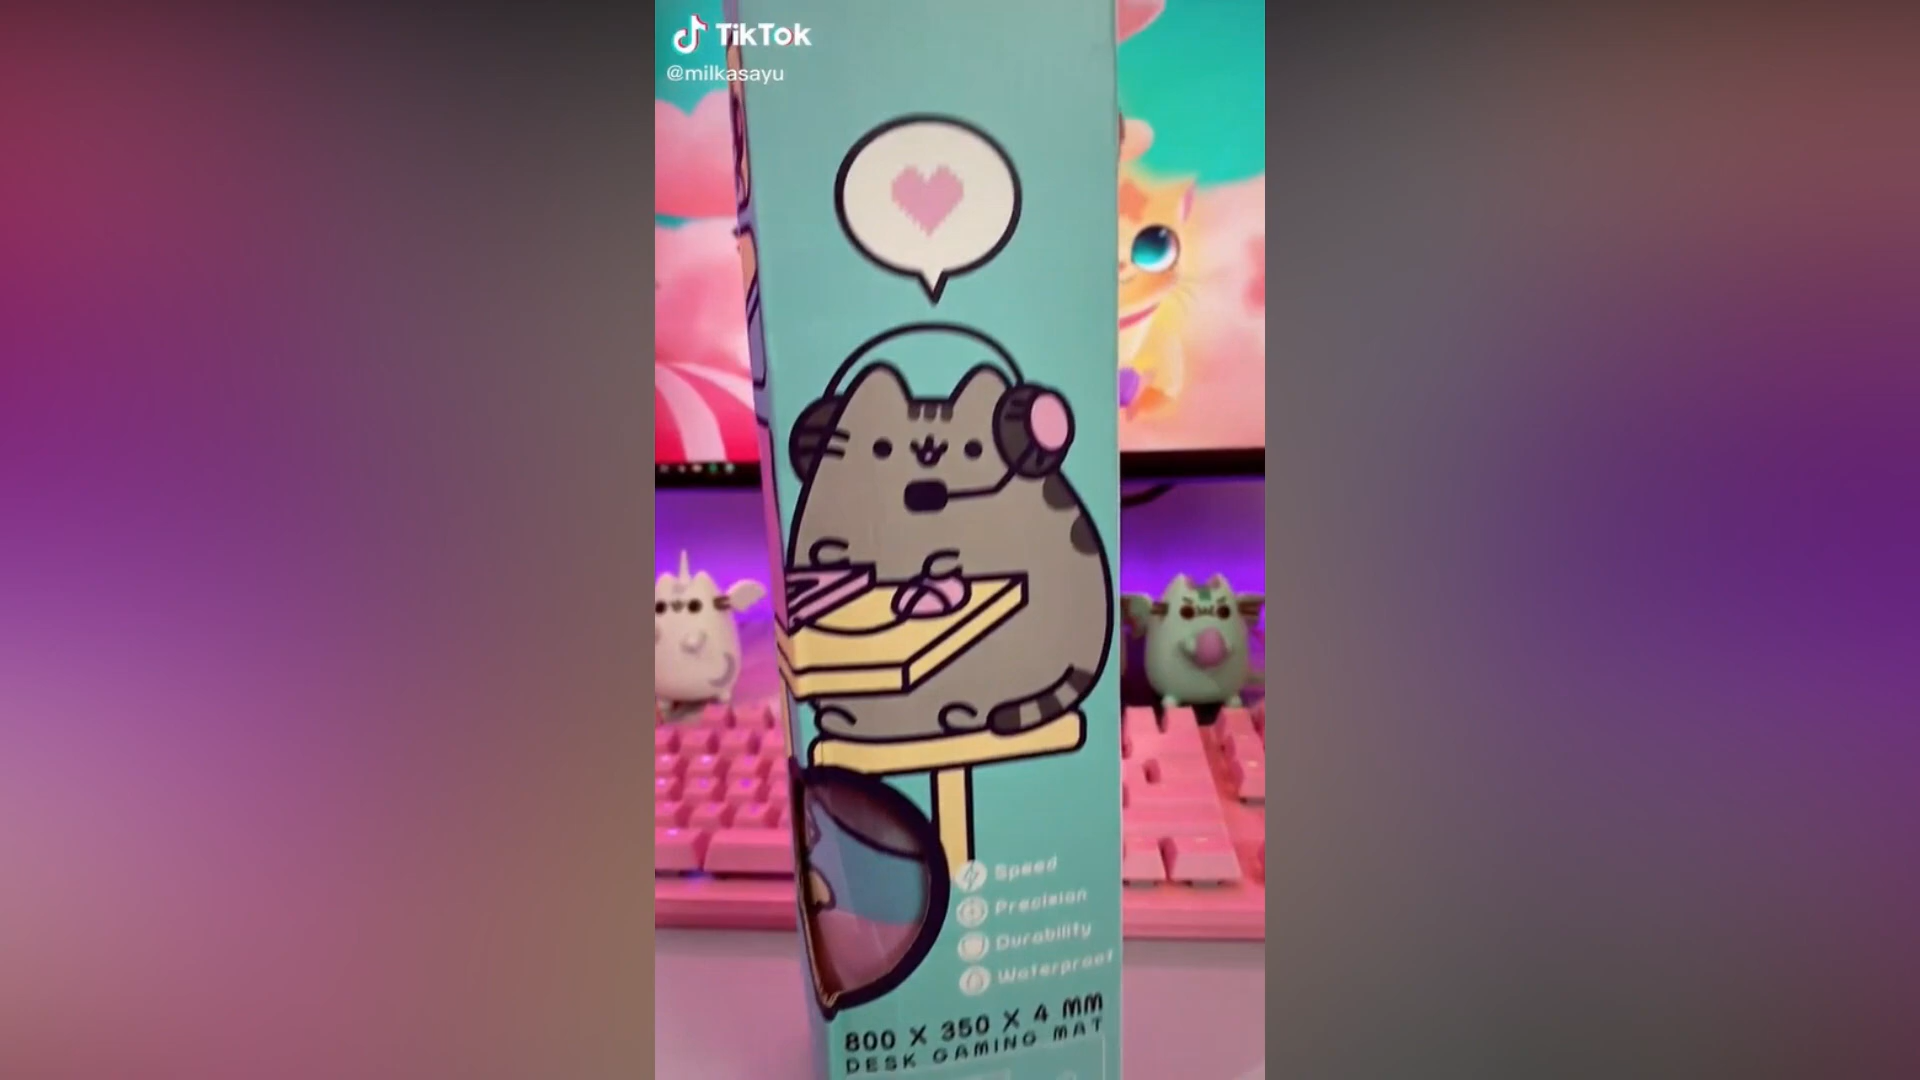 TikTok
@milkasayu
Speed
Precision
Durability
Waterproof
800 X 350 X 4 MM
DESK GAMING MAT